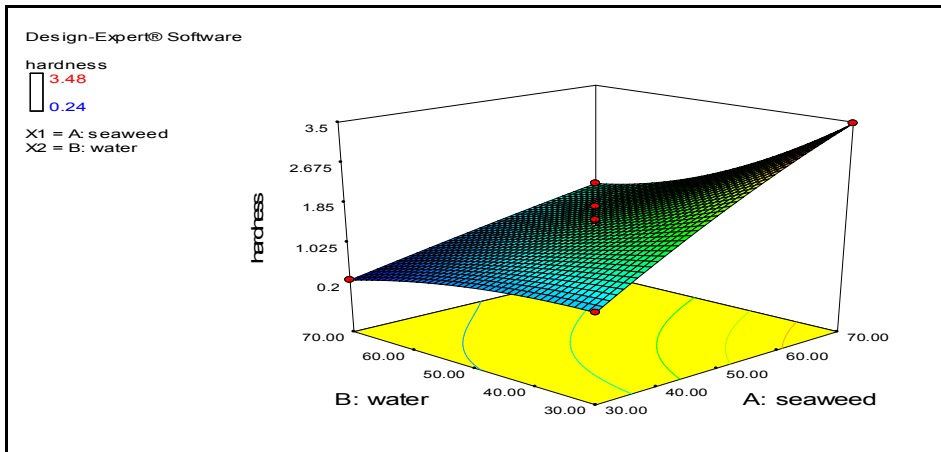 Design-Expert® Software
hardness
3.48
0.24
X1 = A: seaweed
X2 = B: water
3.5
2.675
1.85
1.025
0.2
hardness
70.00
60.00
50.00
40.00
30.00
B: water
30.00
40.00
50.00
60.00
70.00
A: seaweed